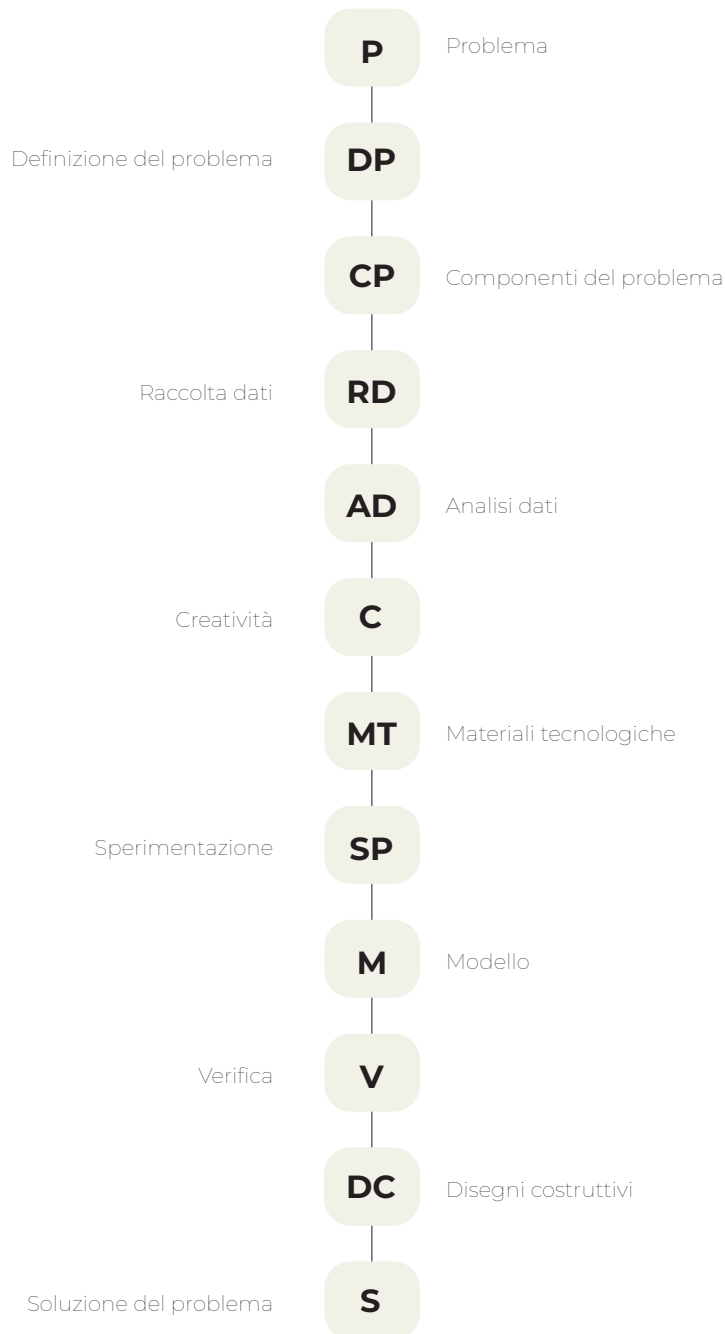 P
Problema
Definizione del problema
DP
CP
Componenti del problema
Raccolta dati
RD
AD
Analisi dati
Creatività
C
MT
Materiali tecnologiche
Sperimentazione
SP
M
Modello
Verifica
V
DC
Disegni costruttivi
Soluzione del problema
S